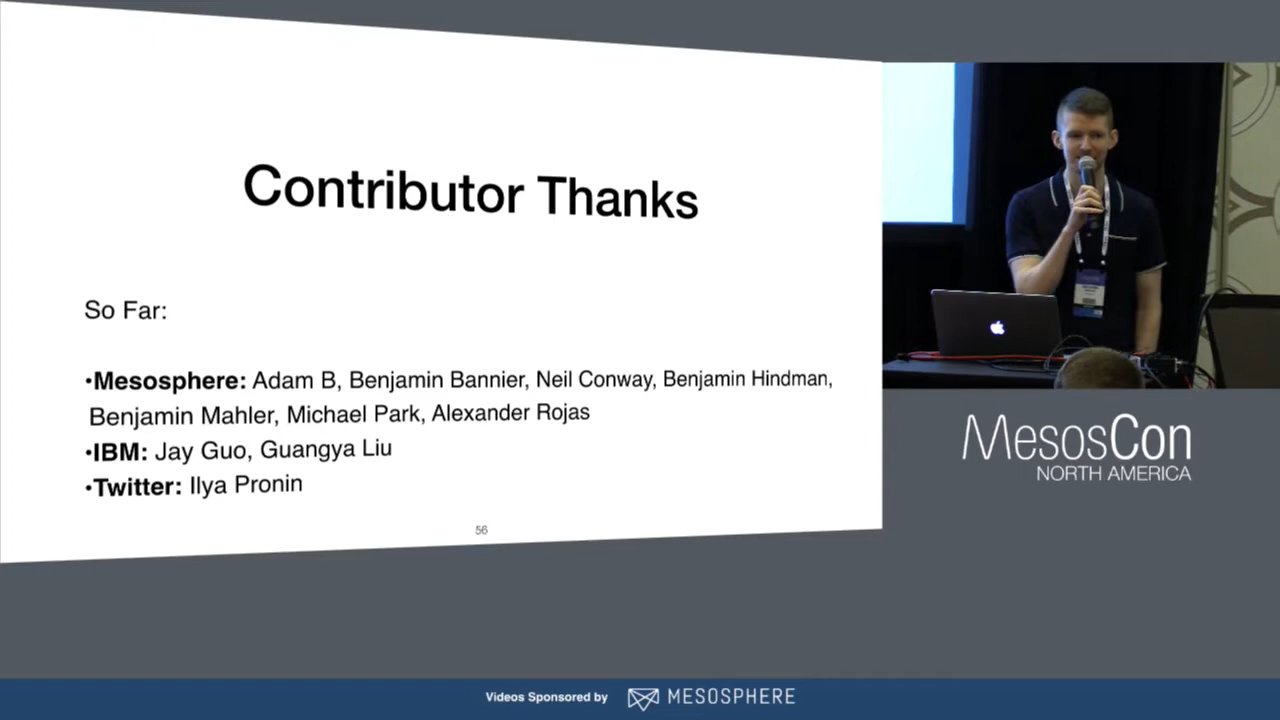 Contributor Thanks
So Far:
•Mesosphere: Adam B, Benjamin Bannier, Neil Conway, Benjamin Hindman,
Benjamin Mahler, Michael Park, Alexander Rojas
•IBM: Jay Guo, Guangya Liu
•Twitter: Ilya Pronin
56
MesosCon
NORTH AMERICA
Videos Sponsored by MESOSPHERE